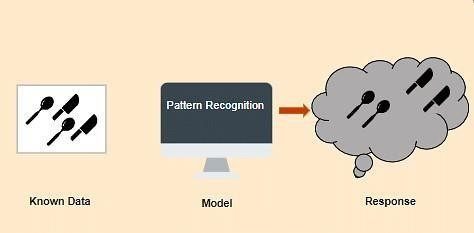 Pattern Recognition
Known Data
Model
Response